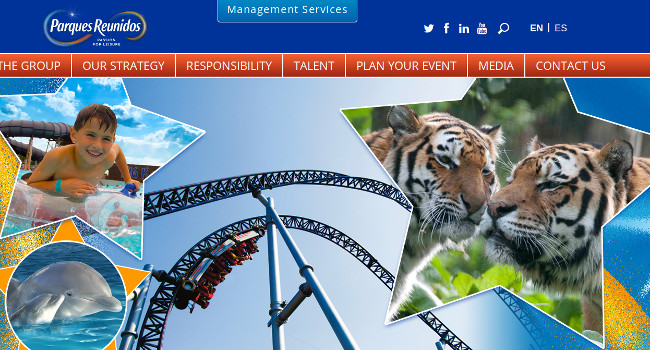 Management Services
Parques Reunidos
PASSION
FOR LEISURE
EN | ES
THE GROUP
OUR STRATEGY
RESPONSIBILITY
TALENT
PLAN YOUR EVENT
MEDIA
CONTACT US